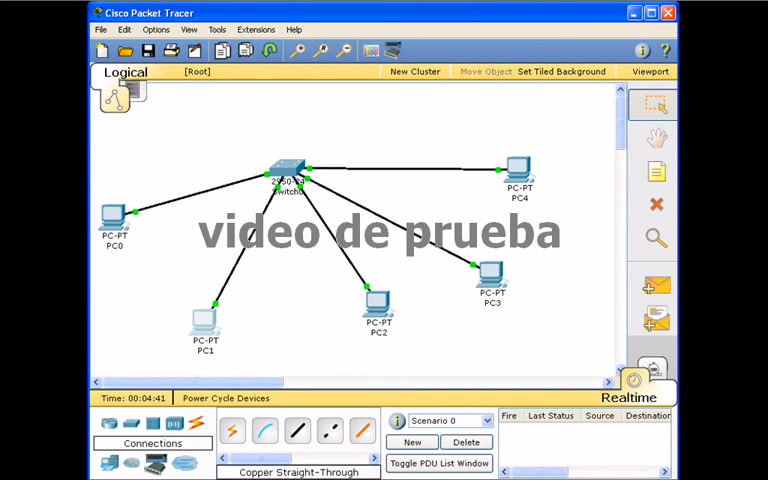 Cisco Packet Tracer
File Edit Options View Tools Extensions Help
Logical [Root] New Cluster Move Object Set Tiled Background Viewport
2950-24
Switch0
PC-PT
PC4
PC-PT
PC0
video de prueba
PC-PT
PC3
PC-PT
PC2
PC-PT
PC1
Realtime
Time: 00:04:41 Power Cycle Devices
Connections
Copper Straight-Through
Scenario 0
New Delete
Toggle PDU List Window
Fire Last Status Source Destination